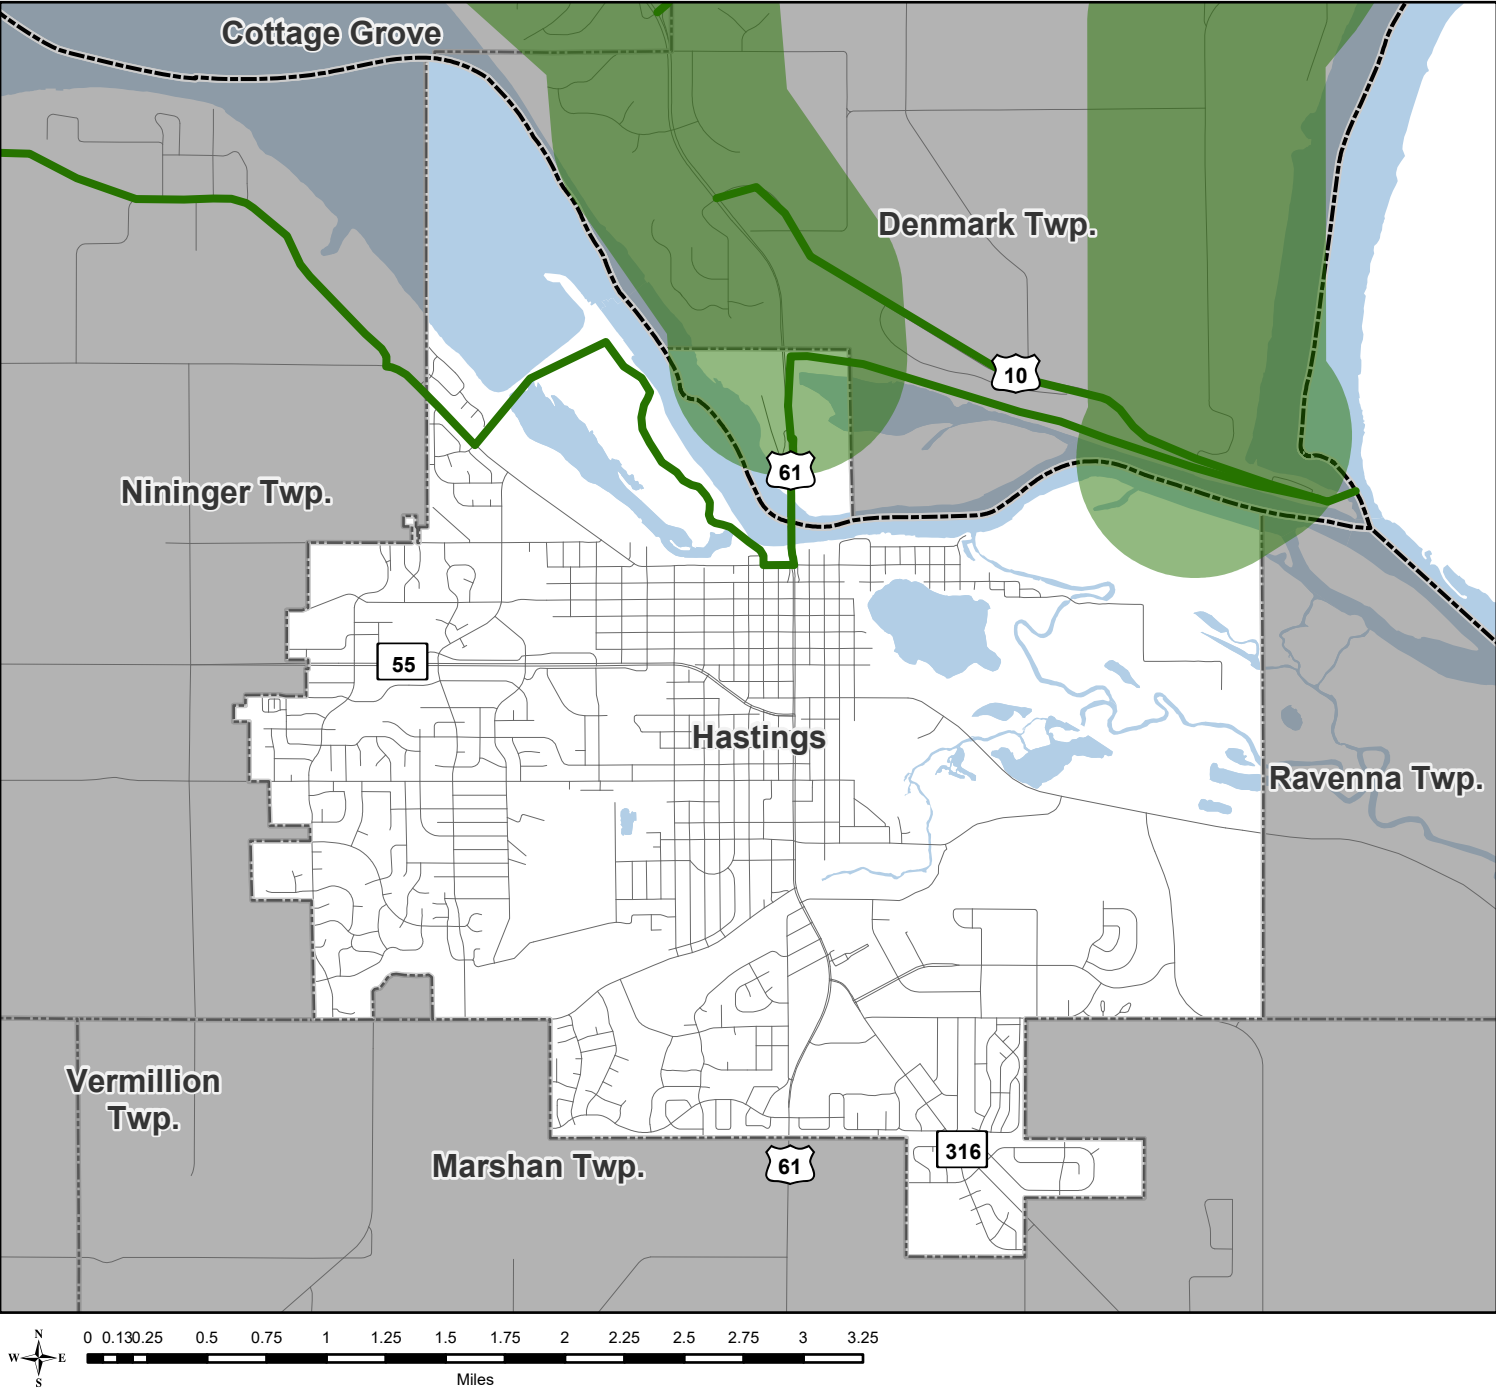 Cottage Grove
Denmark Twp.
10
61
Nininger Twp.
55
Hastings
Ravenna Twp.
Vermillion
Twp.
Marshan Twp.
61
316
N
W E
S
0 0.13 0.25 0.5 0.75 1 1.25 1.5 1.75 2 2.25 2.5 2.75 3 3.25
Miles